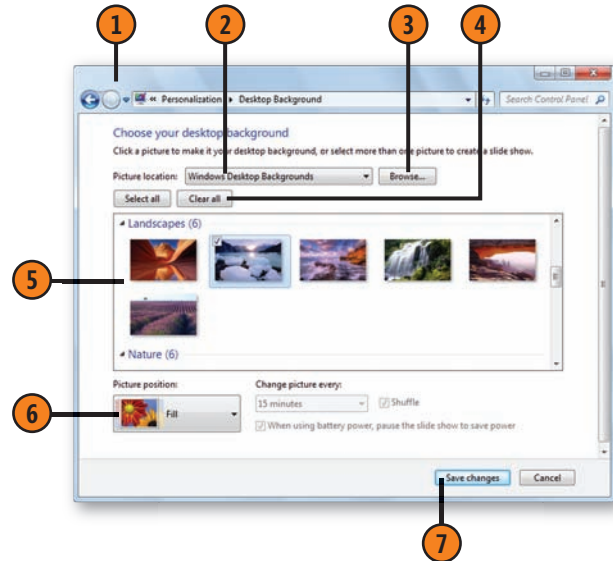 1 2 3 4
« Personalization ▸ Desktop Background Search Control Panel
Choose your desktop background
Click a picture to make it your desktop background, or select more than one picture to create a slide show.
Picture location: Windows Desktop Backgrounds Browse...
Select all Clear all
Landscapes (6)
5
Nature (6)
Picture position: Change picture every:
6 Fill 15 minutes Shuffle
When using battery power, pause the slide show to save power
Save changes Cancel
7